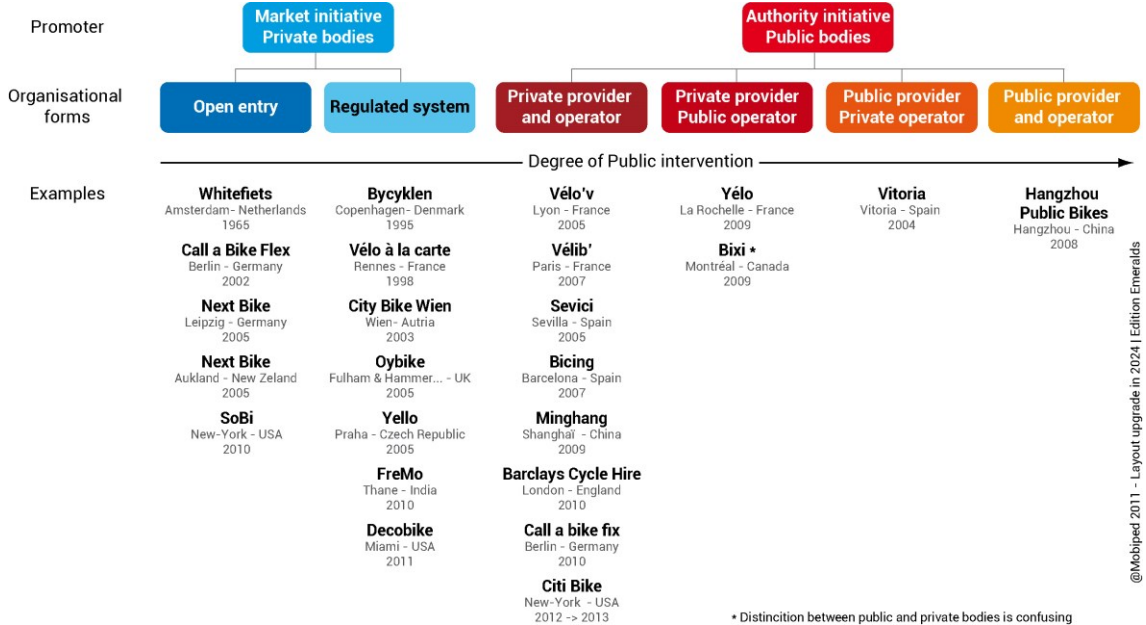 Promoter
Market initiative
Private bodies
Authority initiative
Public bodies
Organisational
forms
Open entry
Regulated system
Private provider
and operator
Private provider
Public operator
Public provider
Private operator
Public provider
and operator
Degree of Public intervention
Examples
Whitefiets
Amsterdam- Netherlands
1965
Call a Bike Flex
Berlin - Germany
2002
Next Bike
Leipzig - Germany
2005
Next Bike
Aukland - New Zeland
2005
SoBi
New-York - USA
2010
Bycyklen
Copenhagen- Denmark
1995
Vélo à la carte
Rennes - France
1998
City Bike Wien
Wien- Autria
2003
Oybike
Fulham & Hammer... - UK
2005
Yello
Praha - Czech Republic
2005
FreMo
Thane - India
2010
Decobike
Miami - USA
2011
Vélo'v
Lyon - France
2005
Vélib'
Paris - France
2007
Sevici
Sevilla - Spain
2005
Bicing
Barcelona - Spain
2007
Minghang
Shanghaï - China
2009
Barclays Cycle Hire
London - England
2010
Call a bike fix
Berlin - Germany
2010
Citi Bike
New-York - USA
2012 -> 2013
Yélo
La Rochelle - France
2009
Bixi *
Montréal - Canada
2009
Vitoria
Vitoria - Spain
2004
Hangzhou
Public Bikes
Hangzhou - China
2008
* Distincition between public and private bodies is confusing
@Mobiped 2011 - Layout upgrade in 2024 | Edition Emeralds